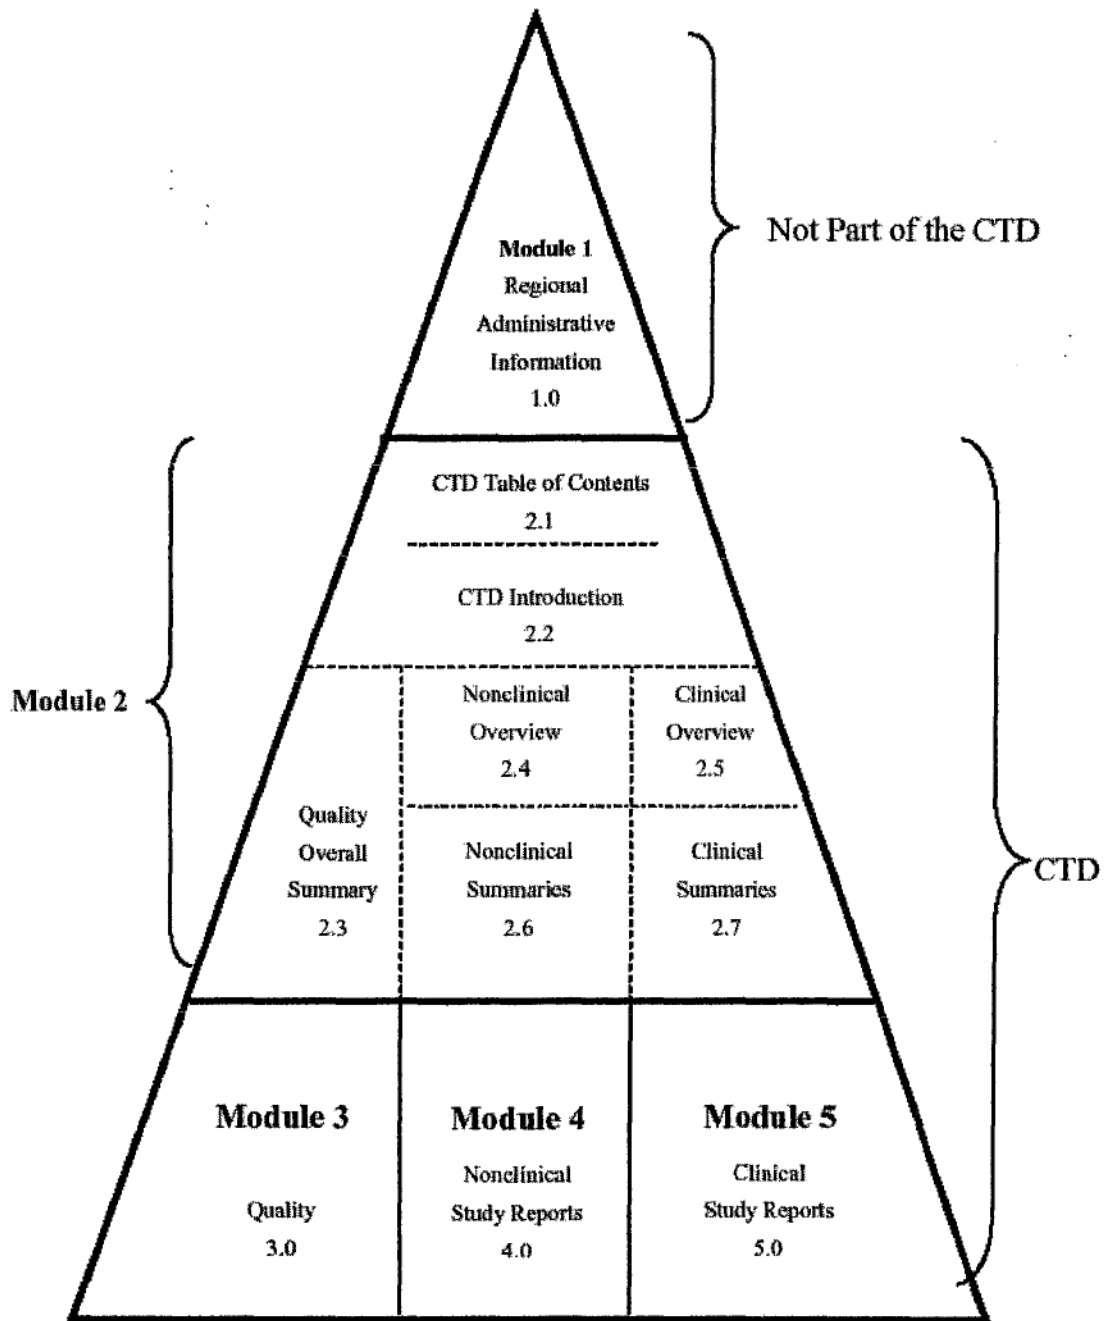 Not Part of the CTD
Module 1
Regional
Administrative
Information
1.0
CTD Table of Contents
2.1
CTD Introduction
2.2
Module 2
Nonclinical
Overview
2.4
Clinical
Overview
2.5
Quality
Overall
Summary
2.3
Nonclinical
Summaries
2.6
Clinical
Summaries
2.7
CTD
Module 3
Quality
3.0
Module 4
Nonclinical
Study Reports
4.0
Module 5
Clinical
Study Reports
5.0